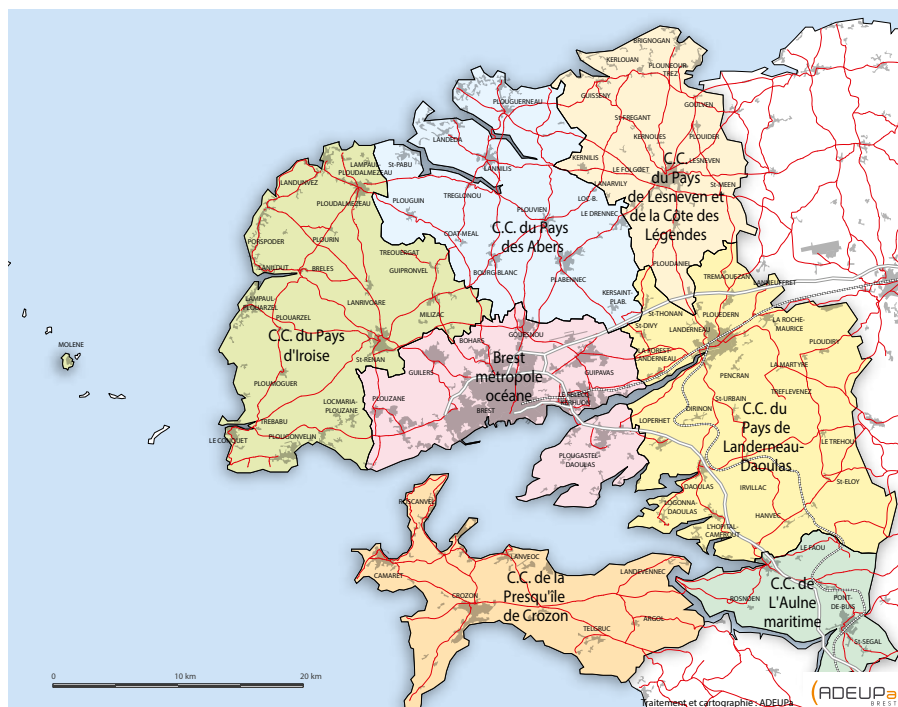 BRIGNOGAN
KERLOUAN
PLOUNEOUR-
TREZ
PLOUGUERNEAU
GUISSENY
GOULVEN
St-FREGANT
LANDEDA
KERNOUES
PLOUIDER
St-PABU
LANNILIS
KERNILIS
LE FOLGOET
LESNEVEN
C.C.
du Pays
de Lesneven et
de la Côte des
Légendes
LAMPAUL-
PLOUDALMEZEAU
LANDUNVEZ
LANARVILY
St-MEEN
TREGLONOU
LOC-B.
PLOUDALMEZEAU
PLOUGUIN
PLOUVIEN
LE DRENNEC
C.C. du Pays
des Abers
COAT-MEAL
PORSPODER
PLOURIN
TREOUERGAT
GUIPRONVEL
LANILDUT
BRELES
BOURG-BLANC
PLABENNEC
PLOUDANIEL
TREMAOUEZAN
LANNEUFFRET
KERSAINT-
PLAB.
LAMPAUL-
PLOUARZEL
LANRIVOARE
PLOUARZEL
MILIZAC
St-THONAN
PLOUEDERN
LA ROCHE-
MAURICE
C.C. du Pays
d'Iroise
St-DIVY
LANDERNEAU
GOUESNOU
BOHARS
PLOUDIRY
MOLENE
St-RENAN
LA FOREST-
LANDERNEAU
LA MARTYRE
Brest
métropole
océane
GUILERS
GUIPAVAS
PENCRAN
PLOUMOGUER
TREFLEVENEZ
LOCMARIA-
PLOUZANE
PLOUZANE
LE RELECQ-
KERHUON
St-URBAIN
BREST
DIRINON
C.C. du
Pays de
Landerneau-
Daoulas
TREBABU
LOPERHET
LE CONQUET
PLOUGONVELIN
LE TREHOU
PLOUGASTEL-
DAOULAS
St-ELOY
DAOULAS
IRVILLAC
LOGONNA-
DAOULAS
ROSCANVEL
HANVEC
L'HOPITAL-
CAMFROUT
LE FAOU
LANVEOC
CAMARET
LANDEVENNEC
C.C. de la
Presqu'île
de Crozon
C.C. de
L'Aulne
maritime
CROZON
ROSNOEN
PONT-
DE-BUIS
ARGOL
TELGRUC
St-SEGAL
0
10 km
20 km
Traitement et cartographie : ADEUPa
ADEUPa
BREST